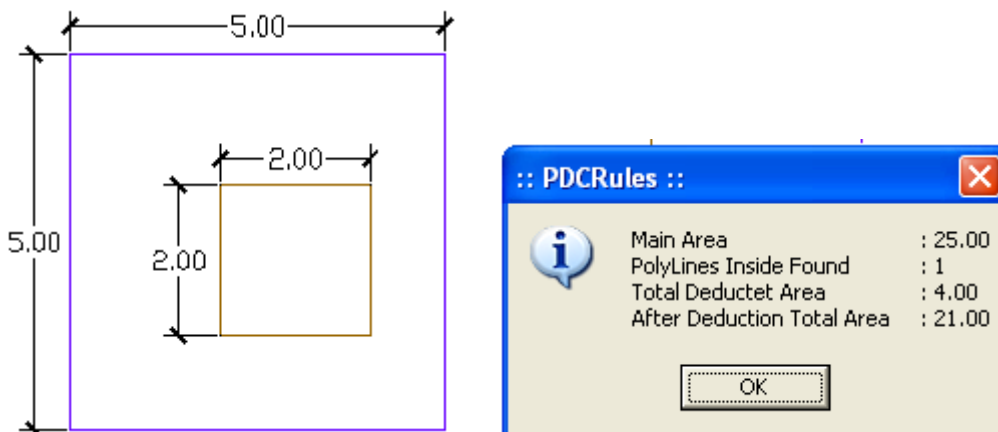 5.00
2.00
5.00
2.00
:: PDCRules ::
Main Area : 25.00
PolyLines Inside Found : 1
Total Deductet Area : 4.00
After Deduction Total Area : 21.00
OK